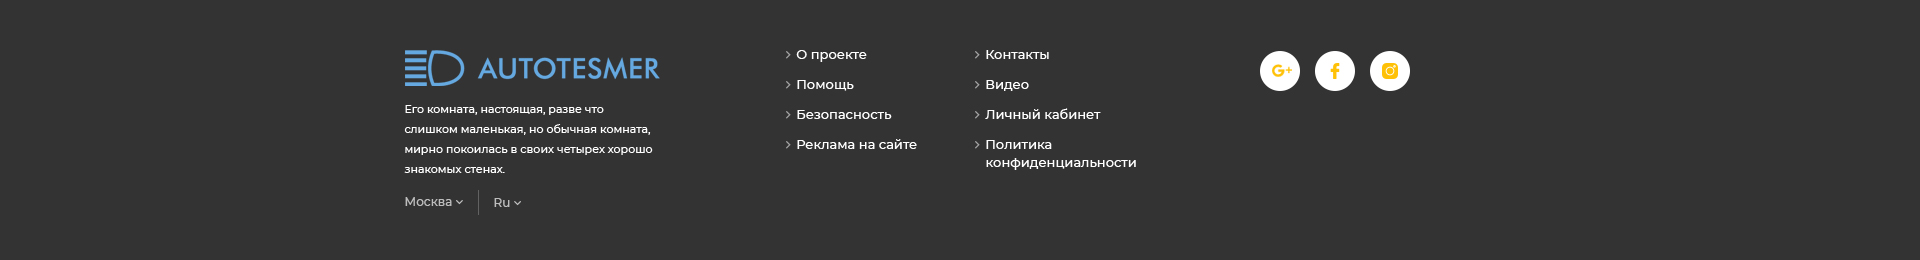 AUTOTESMER
Его комната, настоящая, разве что
слишком маленькая, но обычная комната,
мирно покоилась в своих четырех хорошо
знакомых стенах.
Москва
Ru
О проекте
Помощь
Безопасность
Реклама на сайте
Контакты
Видео
Личный кабинет
Политика
конфиденциальности
G+
f